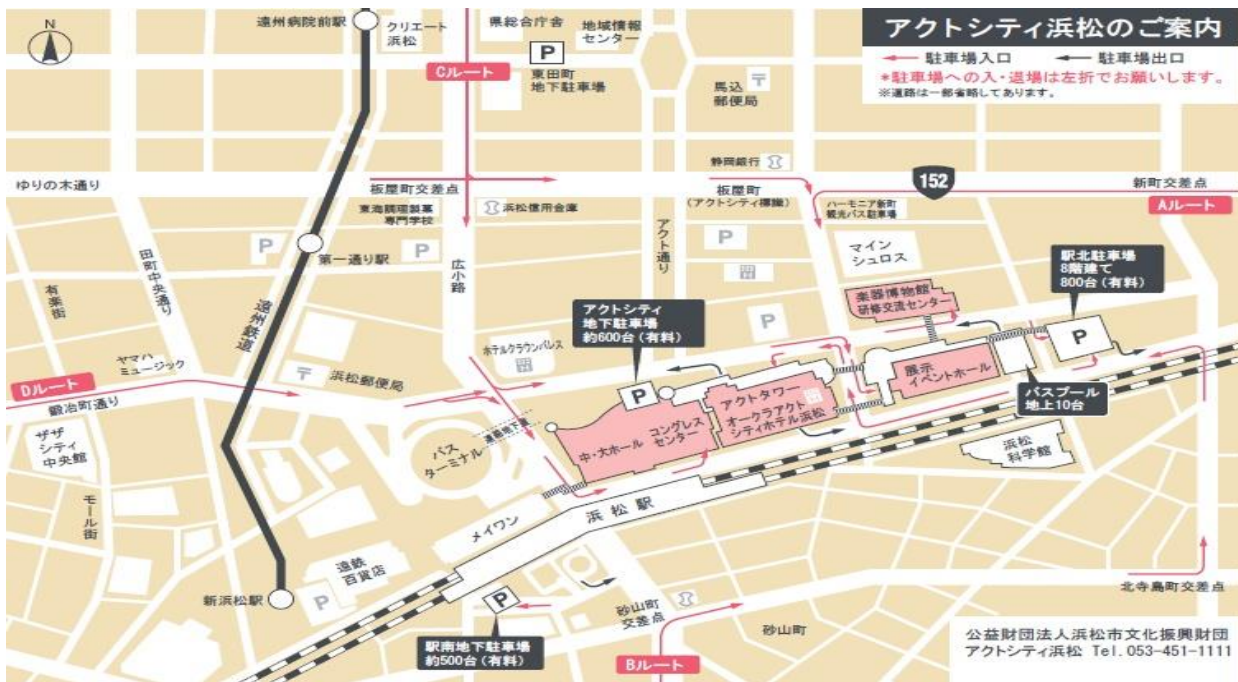 アクトシティ浜松のご案内
駐車場入口
駐車場出口
*駐車場への入・退場は左折でお願いします。
※道路は一部省略してあります。
N
遠州病院前駅
クリエート
浜松
県総合庁舎
地域情報
センター
P
東田町
地下駐車場
Cルート
馬込
郵便局
静岡銀行
ゆりの木通り
板屋町交差点
板屋町
(アクトシティ標識)
152
新町交差点
Aルート
東海調理製菓
専門学校
浜松信用金庫
ハーモニア新町
観光バス駐車場
P
第一通り駅
P
広小路
アクト通り
P
マイン
シュロス
田町中央通り
有楽街
遠州鉄道
駅北駐車場
8階建て
800台(有料)
楽器博物館
研修交流センター
アクトシティ
地下駐車場
約600台(有料)
P
P
ホテルクラウンパレス
ヤマハ
ミュージック
浜松郵便局
Dルート
鍛冶町通り
P
展示
イベントホール
バスプール
地上10台
アクトタワー
オークラアクト
シティホテル浜松
コングレス
センター
中・大ホール
連絡地下道
バス
ターミナル
ザザ
シティ
中央館
浜松
科学館
モール街
浜松駅
メイワン
遠鉄
百貨店
新浜松駅
P
P
北寺島町交差点
砂山町
交差点
砂山町
駅南地下駐車場
約500台(有料)
Bルート
公益財団法人浜松市文化振興財団
アクトシティ浜松 Tel.053-451-1111